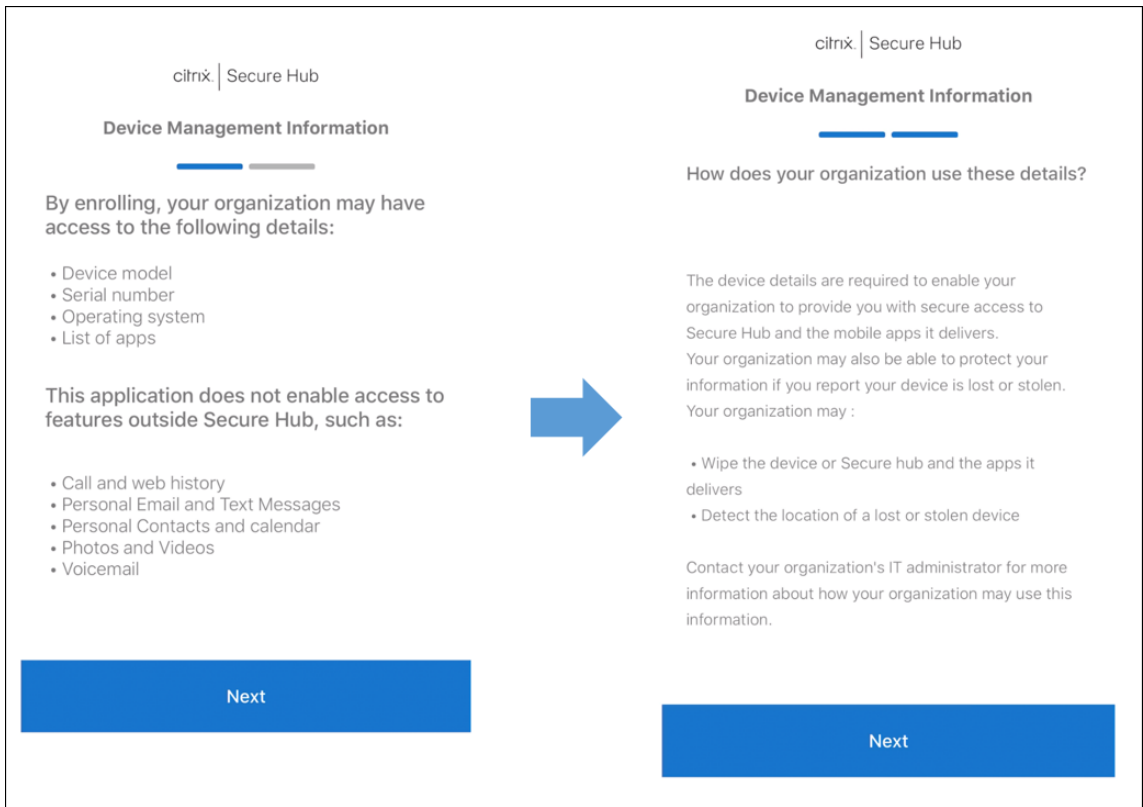 citrix. | Secure Hub
Device Management Information
By enrolling, your organization may have
access to the following details:
• Device model
• Serial number
• Operating system
• List of apps
This application does not enable access to
features outside Secure Hub, such as:
• Call and web history
• Personal Email and Text Messages
• Personal Contacts and calendar
• Photos and Videos
• Voicemail
Next
citrix. | Secure Hub
Device Management Information
How does your organization use these details?
The device details are required to enable your
organization to provide you with secure access to
Secure Hub and the mobile apps it delivers.
Your organization may also be able to protect your
information if you report your device is lost or stolen.
Your organization may :
• Wipe the device or Secure hub and the apps it
delivers
• Detect the location of a lost or stolen device
Contact your organization's IT administrator for more
information about how your organization may use this
information.
Next